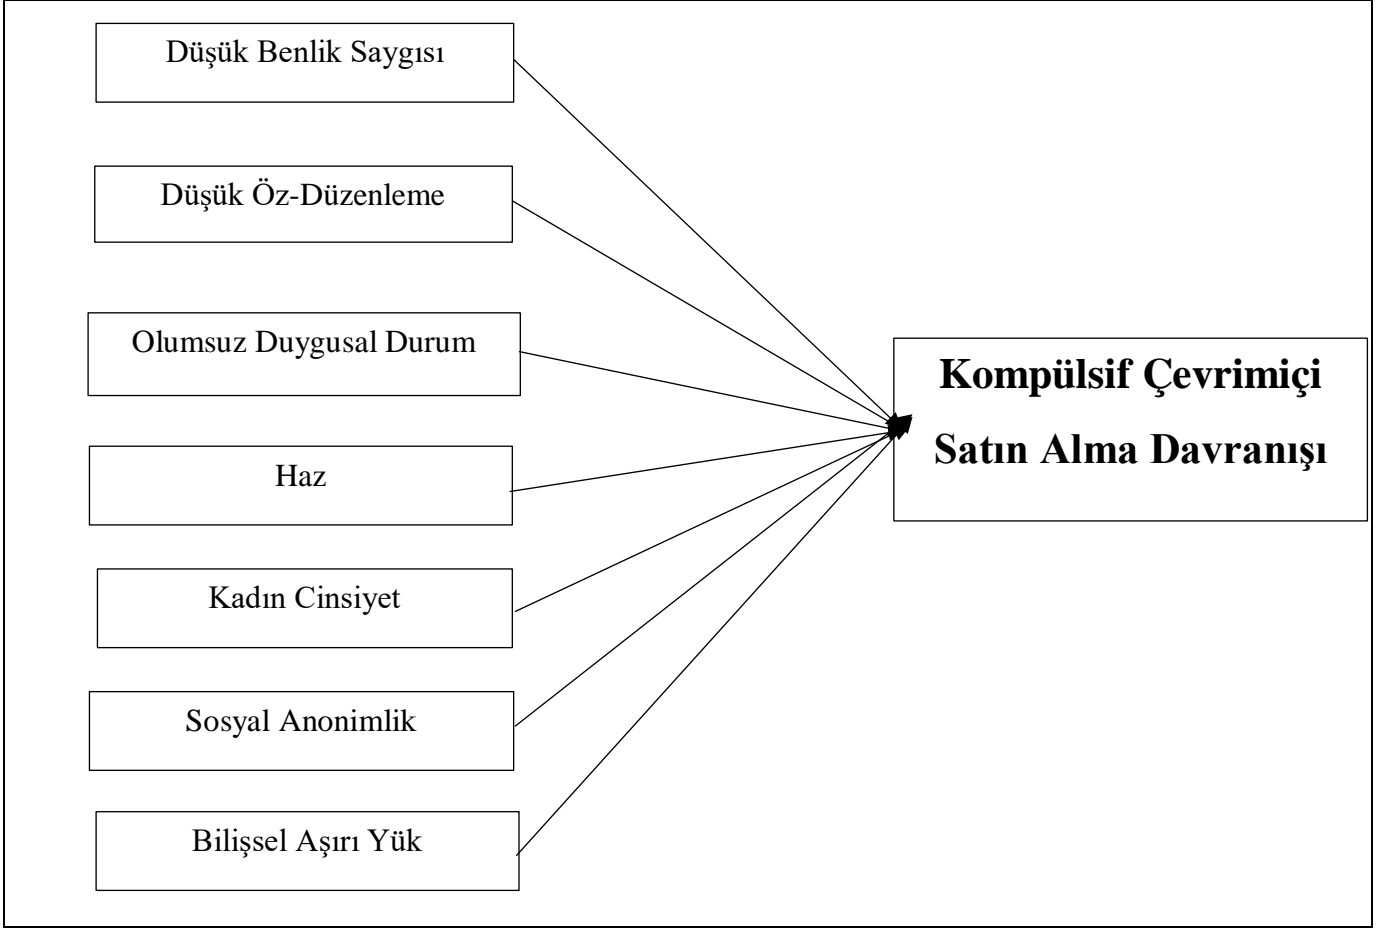 Düşük Benlik Saygısı
Düşük Öz-Düzenleme
Olumsuz Duygusal Durum
Haz
Kadın Cinsiyet
Sosyal Anonimlik
Bilişsel Aşırı Yük
Kompülsif Çevrimiçi
Satın Alma Davranışı